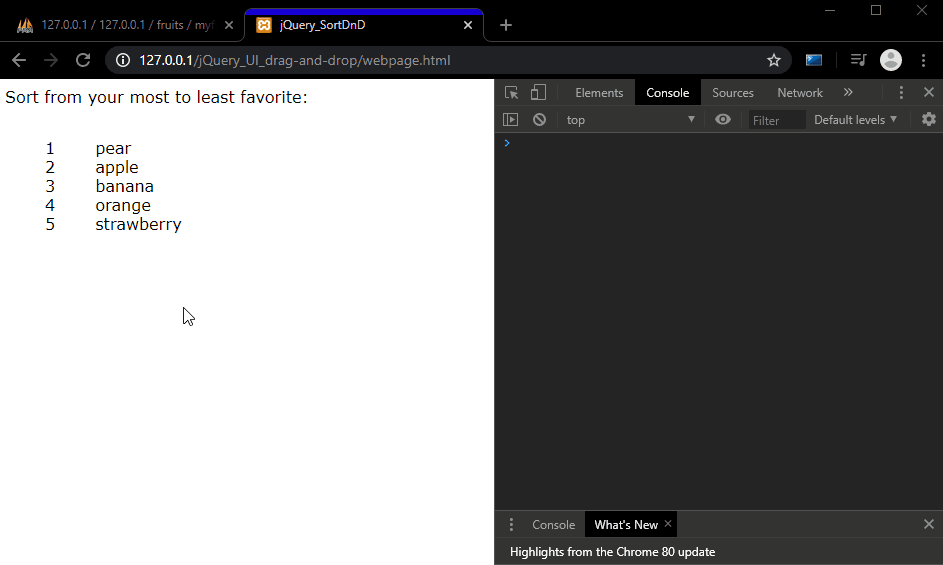 127.0.0.1 / 127.0.0.1 / fruits / myf
jQuery_SortDnD
127.0.0.1/jQuery_UI_drag-and-drop/webpage.html
Sort from your most to least favorite:
1 pear
2 apple
3 banana
4 orange
5 strawberry
Elements Console Sources Network
top Filter Default levels
Console What's New
Highlights from the Chrome 80 update